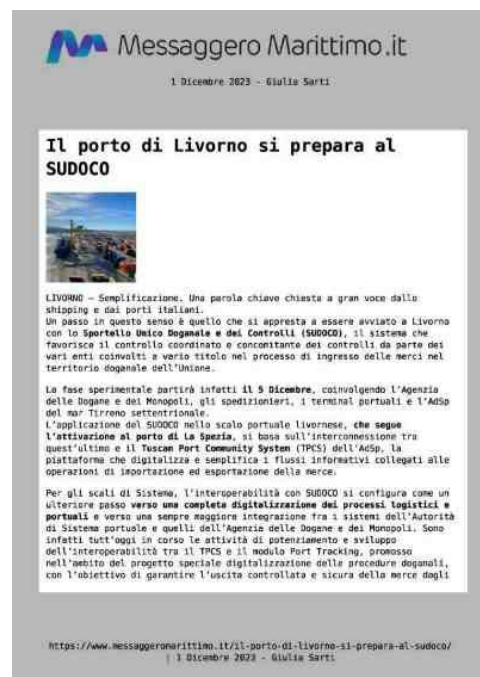 Messaggero Marittimo.it
1 Dicembre 2023 - Giulia Sarti
Il porto di Livorno si prepara al
SUDOCO
LIVORNO – Semplificazione. Una parola chiave chiesta a gran voce dallo
shipping e dai porti italiani.
Un passo in questo senso è quello che si appresta a essere avviato a Livorno
con lo Sportello Unico Doganale e dei Controlli (SUDOCO), il sistema che
favorisce il controllo coordinato e concomitante dei controlli da parte dei
vari enti coinvolti a vario titolo nel processo di ingresso delle merci nel
territorio doganale dell'Unione.
La fase sperimentale partirà infatti il 5 Dicembre, coinvolgendo l'Agenzia
delle Dogane e dei Monopoli, gli spedizionieri, i terminal portuali e l'AdSp
del mar Tirreno settentrionale.
L'applicazione del SUDOCO nello scalo portuale livornese, che segue
l'attivazione al porto di La Spezia, si basa sull'interconnessione tra
quest'ultimo e il Tuscan Port Community System (TPCS) dell'AdSp, la
piattaforma che digitalizza e semplifica i flussi informativi collegati alle
operazioni di importazione ed esportazione della merce.
Per gli scali di Sistema, l'interoperabilità con SUDOCO si configura come un
ulteriore passo verso una completa digitalizzazione dei processi logistici e
portuali e verso una sempre maggiore integrazione fra i sistemi dell'Autorità
di Sistema portuale e quelli dell'Agenzia delle Dogane e dei Monopoli. Sono
infatti tutt'oggi in corso le attività di potenziamento e sviluppo
dell'interoperabilità tra il TPCS e il modulo Port Tracking, promosso
nell'ambito del progetto speciale digitalizzazione delle procedure doganali,
con l'obiettivo di garantire l'uscita controllata e sicura della merce dagli
https://www.messaggeromarittimo.it/il-porto-di-livorno-si-prepara-al-sudoco/
| 1 Dicembre 2023 - Giulia Sarti